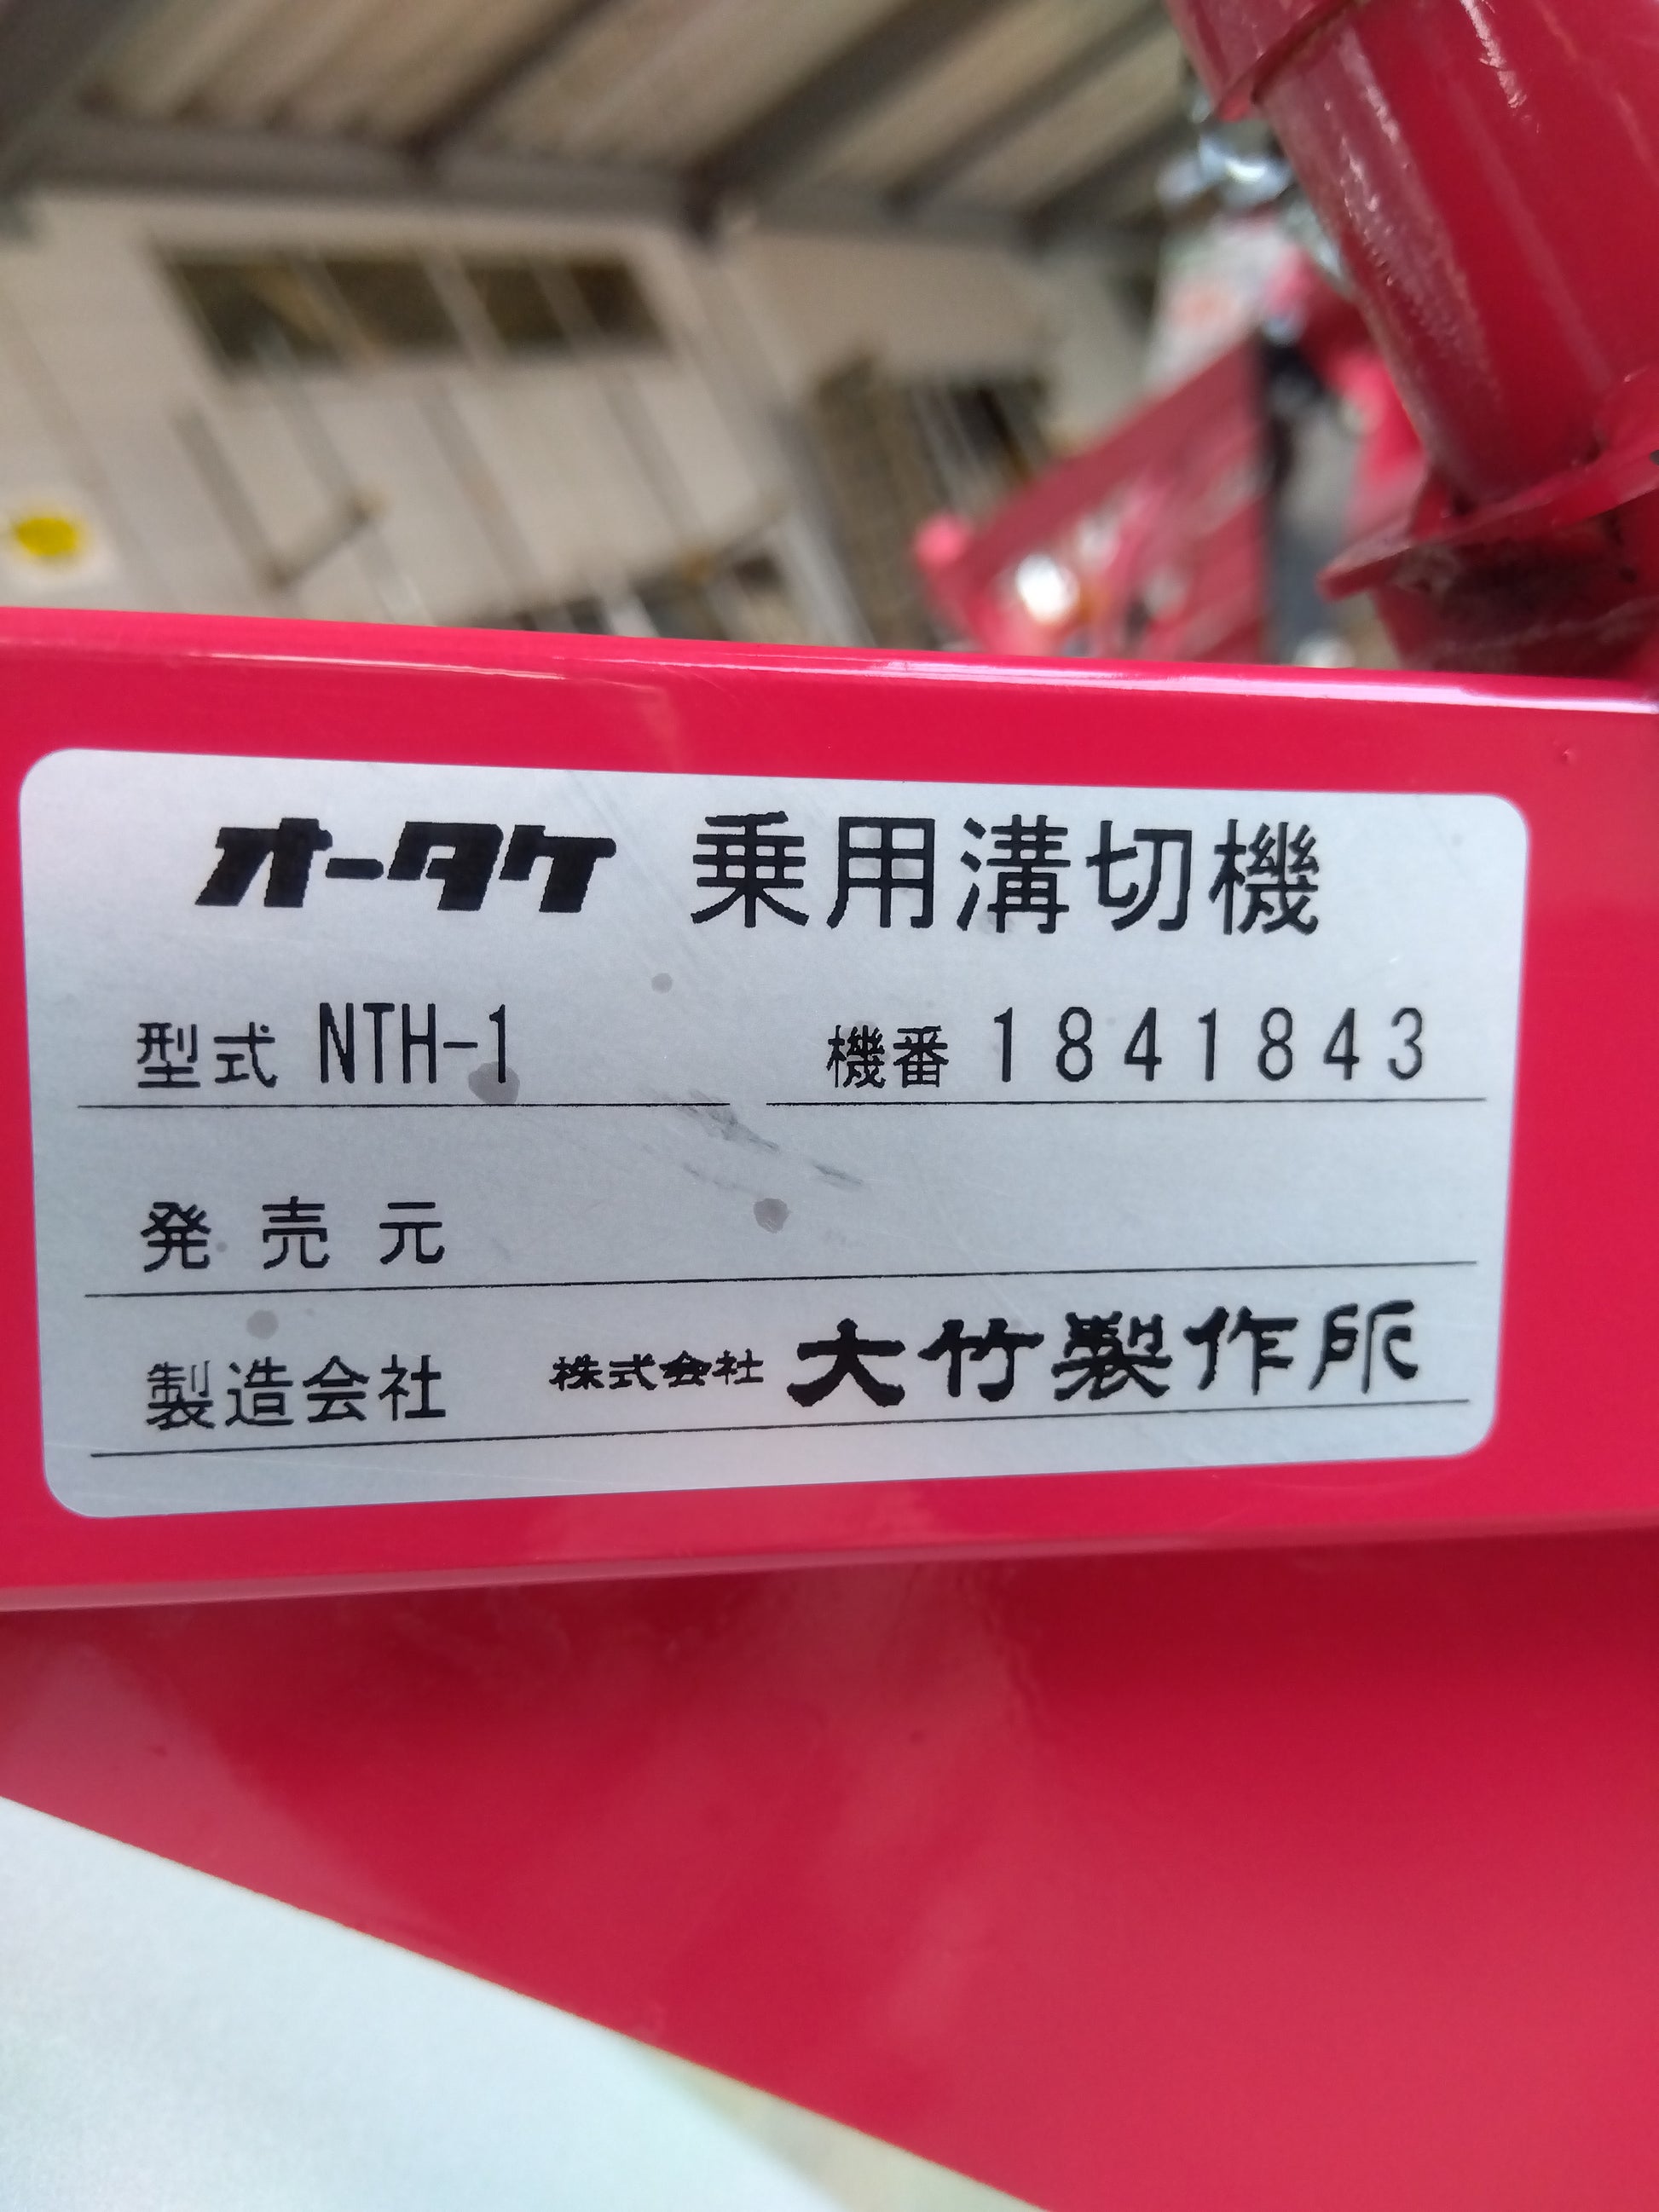 オータケ 乗用溝切機
型式 NTH-1 機番 1841843
発売元
製造会社 株式会社 大竹製作所